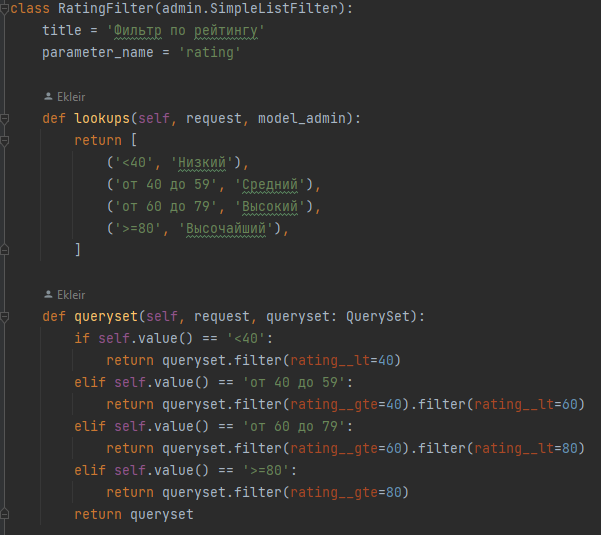 class RatingFilter(admin.SimpleListFilter):
    title = 'Фильтр по рейтингу'
    parameter_name = 'rating'
    Ekleir
    def lookups(self, request, model_admin):
        return [
            ('<40', 'Низкий'),
            ('от 40 до 59', 'Средний'),
            ('от 60 до 79', 'Высокий'),
            ('>=80', 'Высочайший'),
        ]
    Ekleir
    def queryset(self, request, queryset: QuerySet):
        if self.value() == '<40':
            return queryset.filter(rating__lt=40)
        elif self.value() == 'от 40 до 59':
            return queryset.filter(rating__gte=40).filter(rating__lt=60)
        elif self.value() == 'от 60 до 79':
            return queryset.filter(rating__gte=60).filter(rating__lt=80)
        elif self.value() == '>=80':
            return queryset.filter(rating__gte=80)
        return queryset